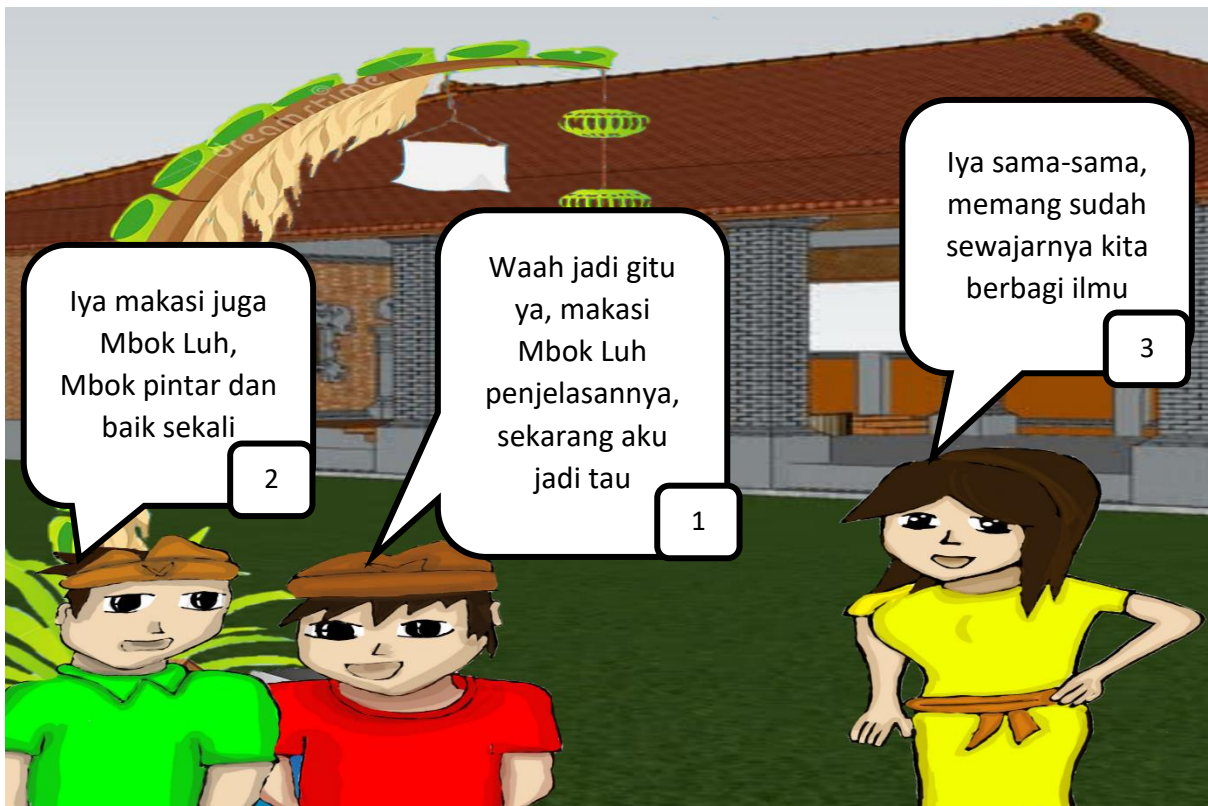 dreamstime
Waah jadi gitu
ya, makasi
Mbok Luh
penjelasannya,
sekarang aku
jadi tau
1
Iya makasi juga
Mbok Luh,
Mbok pintar dan
baik sekali
2
Iya sama-sama,
memang sudah
sewajarnya kita
berbagi ilmu
3